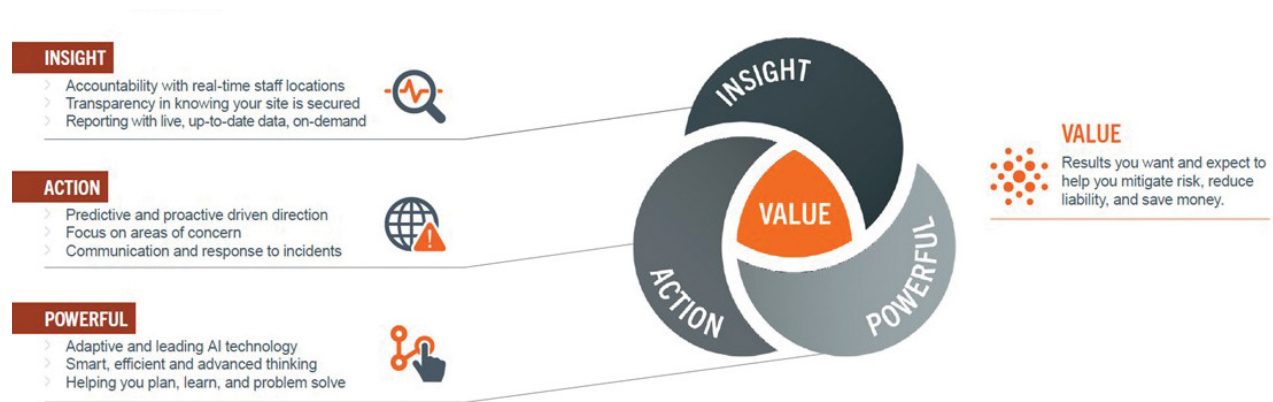 INSIGHT
Accountability with real-time staff locations
Transparency in knowing your site is secured
Reporting with live, up-to-date data, on-demand
ACTION
Predictive and proactive driven direction
Focus on areas of concern
Communication and response to incidents
POWERFUL
Adaptive and leading AI technology
Smart, efficient and advanced thinking
Helping you plan, learn, and problem solve
INSIGHT
VALUE
ACTION
POWERFUL
VALUE
Results you want and expect to
help you mitigate risk, reduce
liability, and save money.